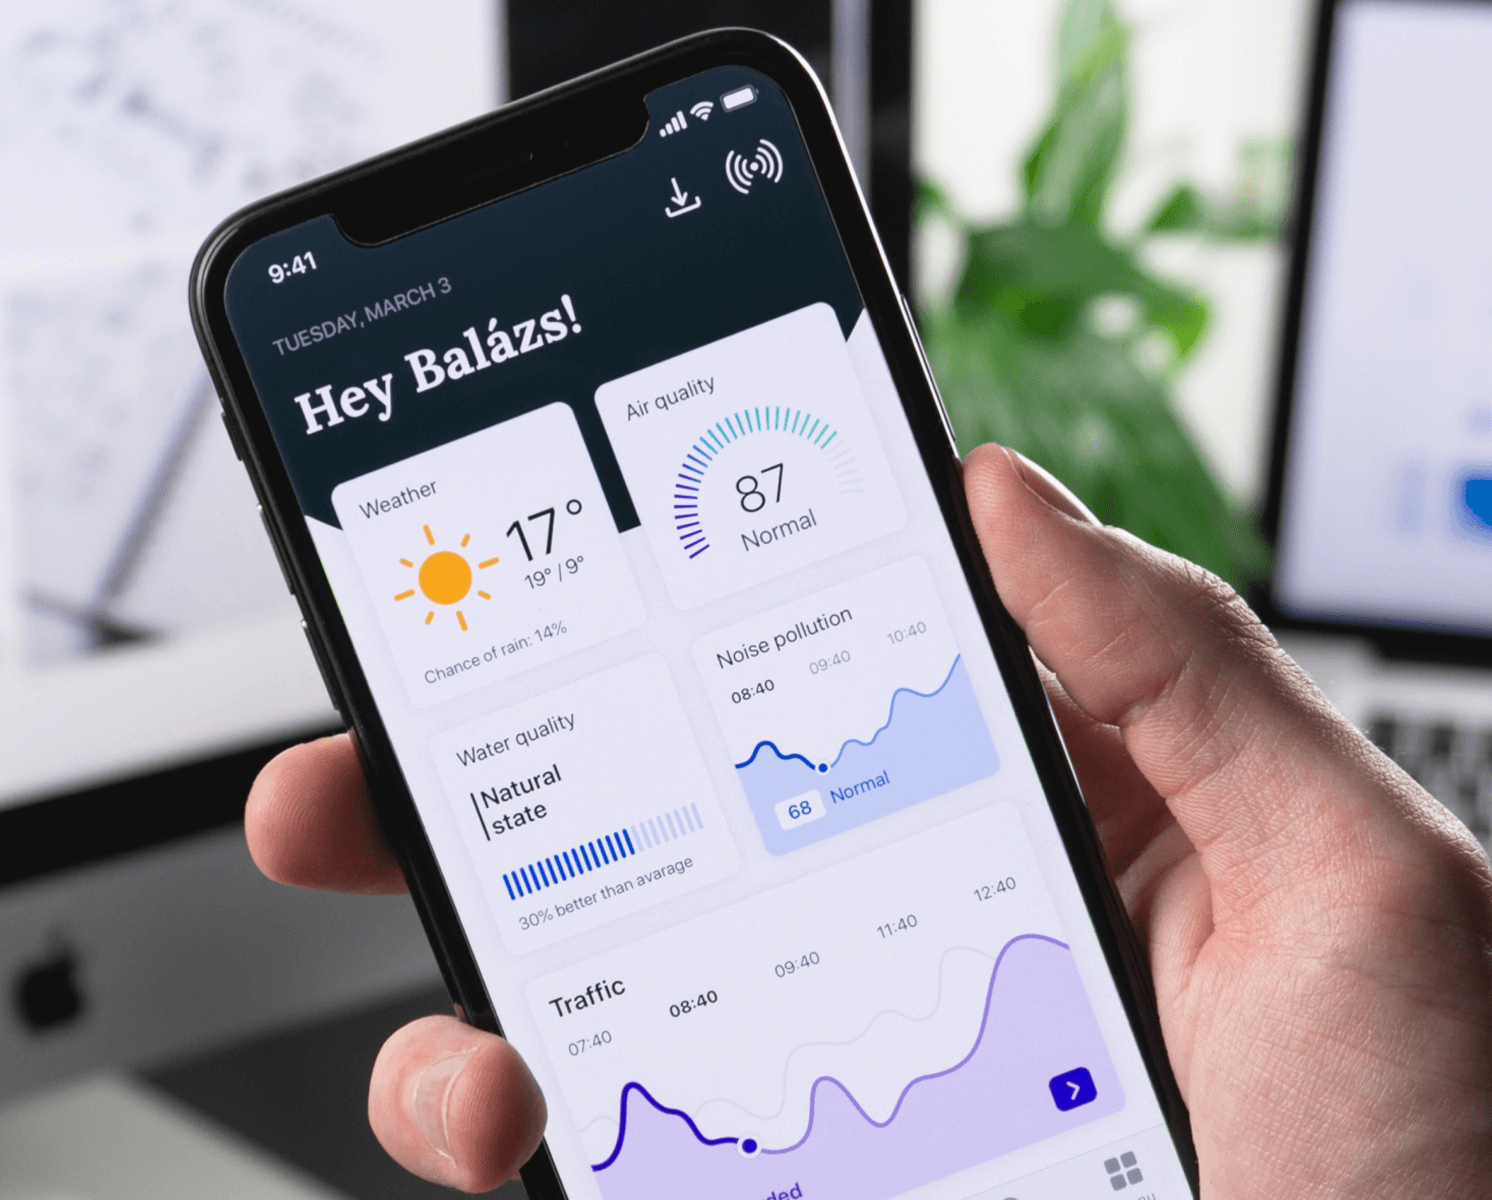 9:41
TUESDAY, MARCH 3
Hey Balázs!
Weather
17°
19° / 9°
Chance of rain: 14%
Air quality
87
Normal
Water quality
Natural
state
30% better than avarage
Noise pollution
08:40 09:40 10:40
68 Normal
Traffic
07:40 08:40 09:40 11:40 12:40